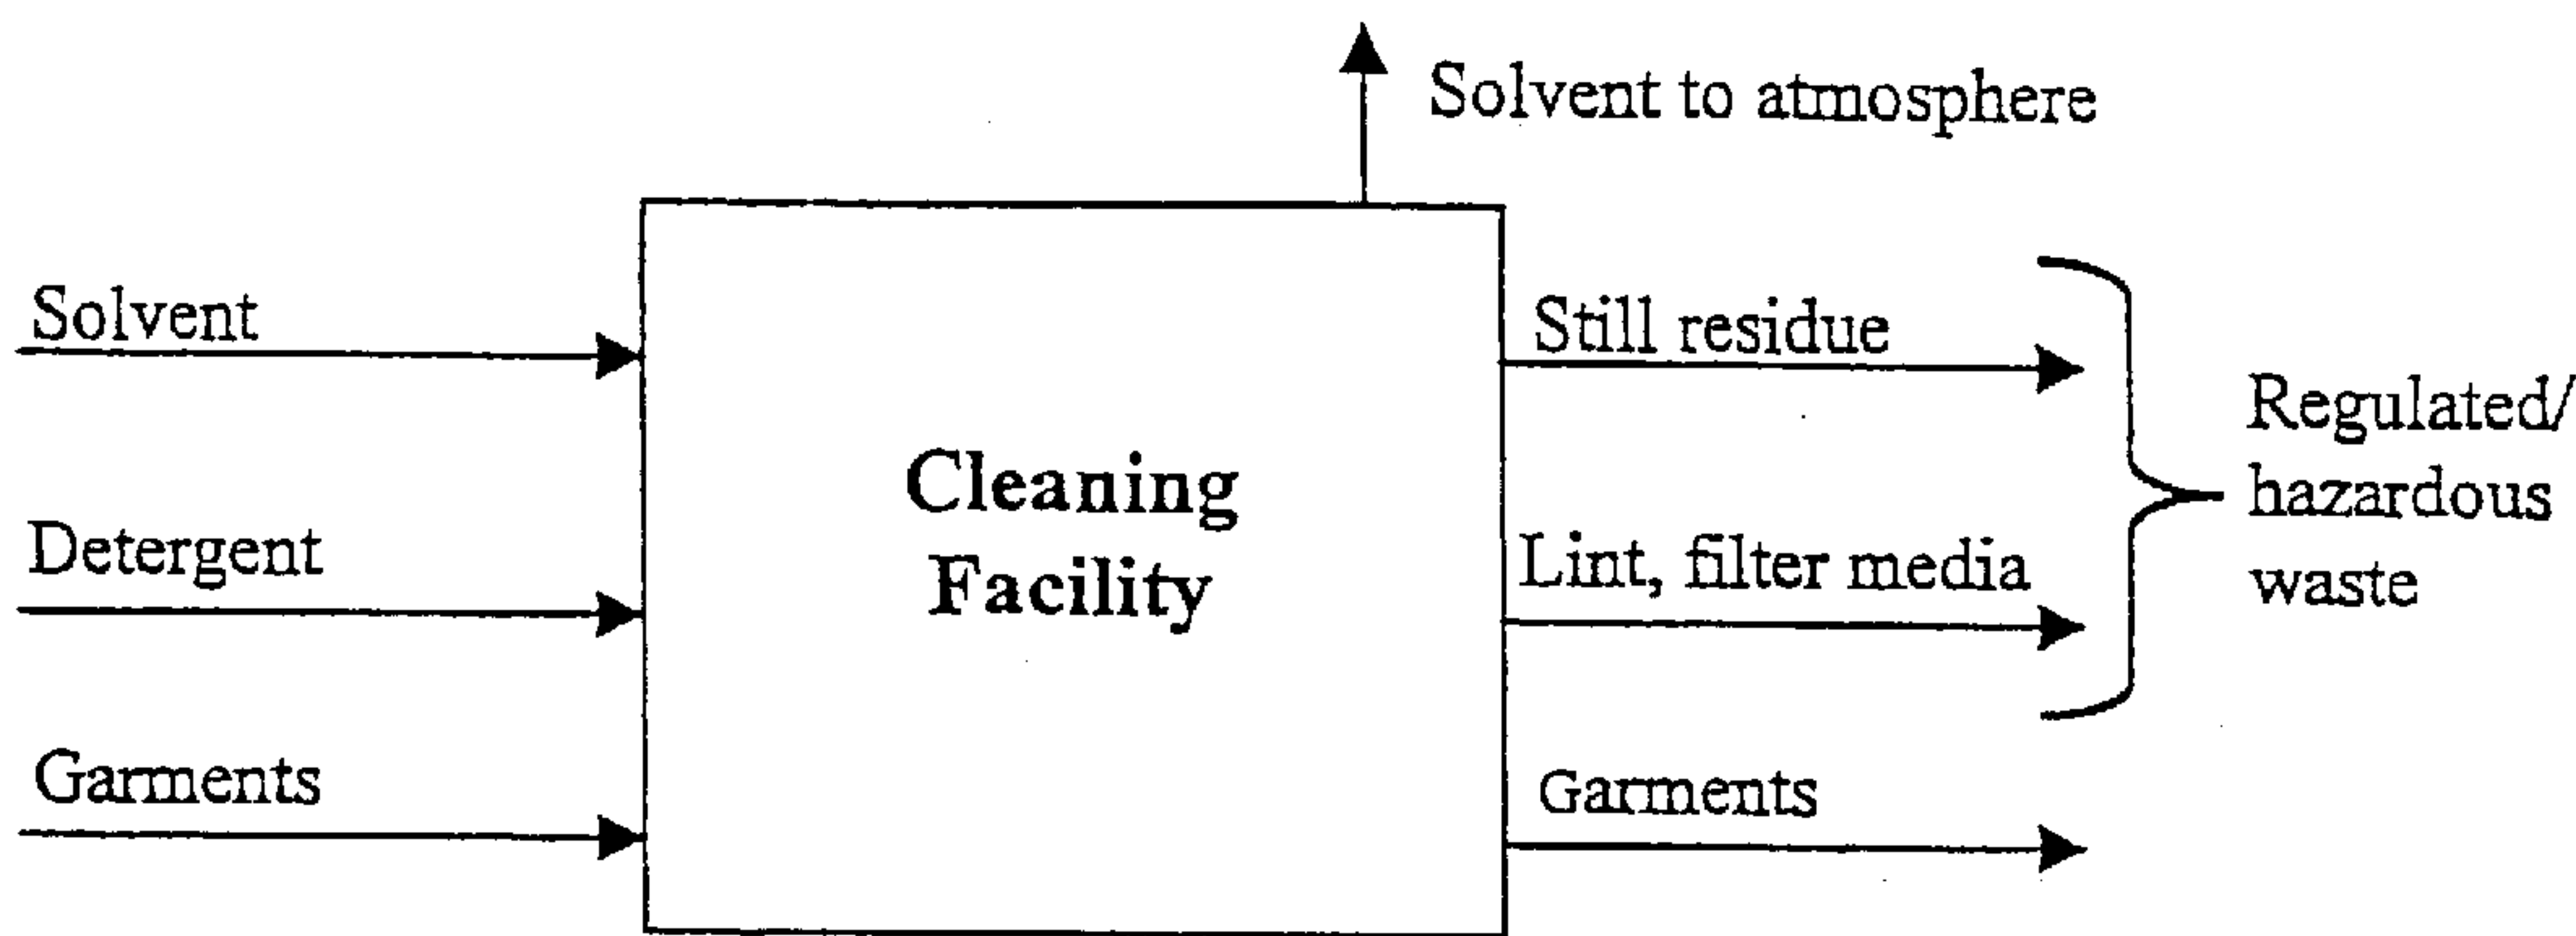 Solvent to atmosphere
Solvent
Detergent
Garments
Cleaning
Facility
Still residue
Lint, filter media
Garments
Regulated/
hazardous
waste